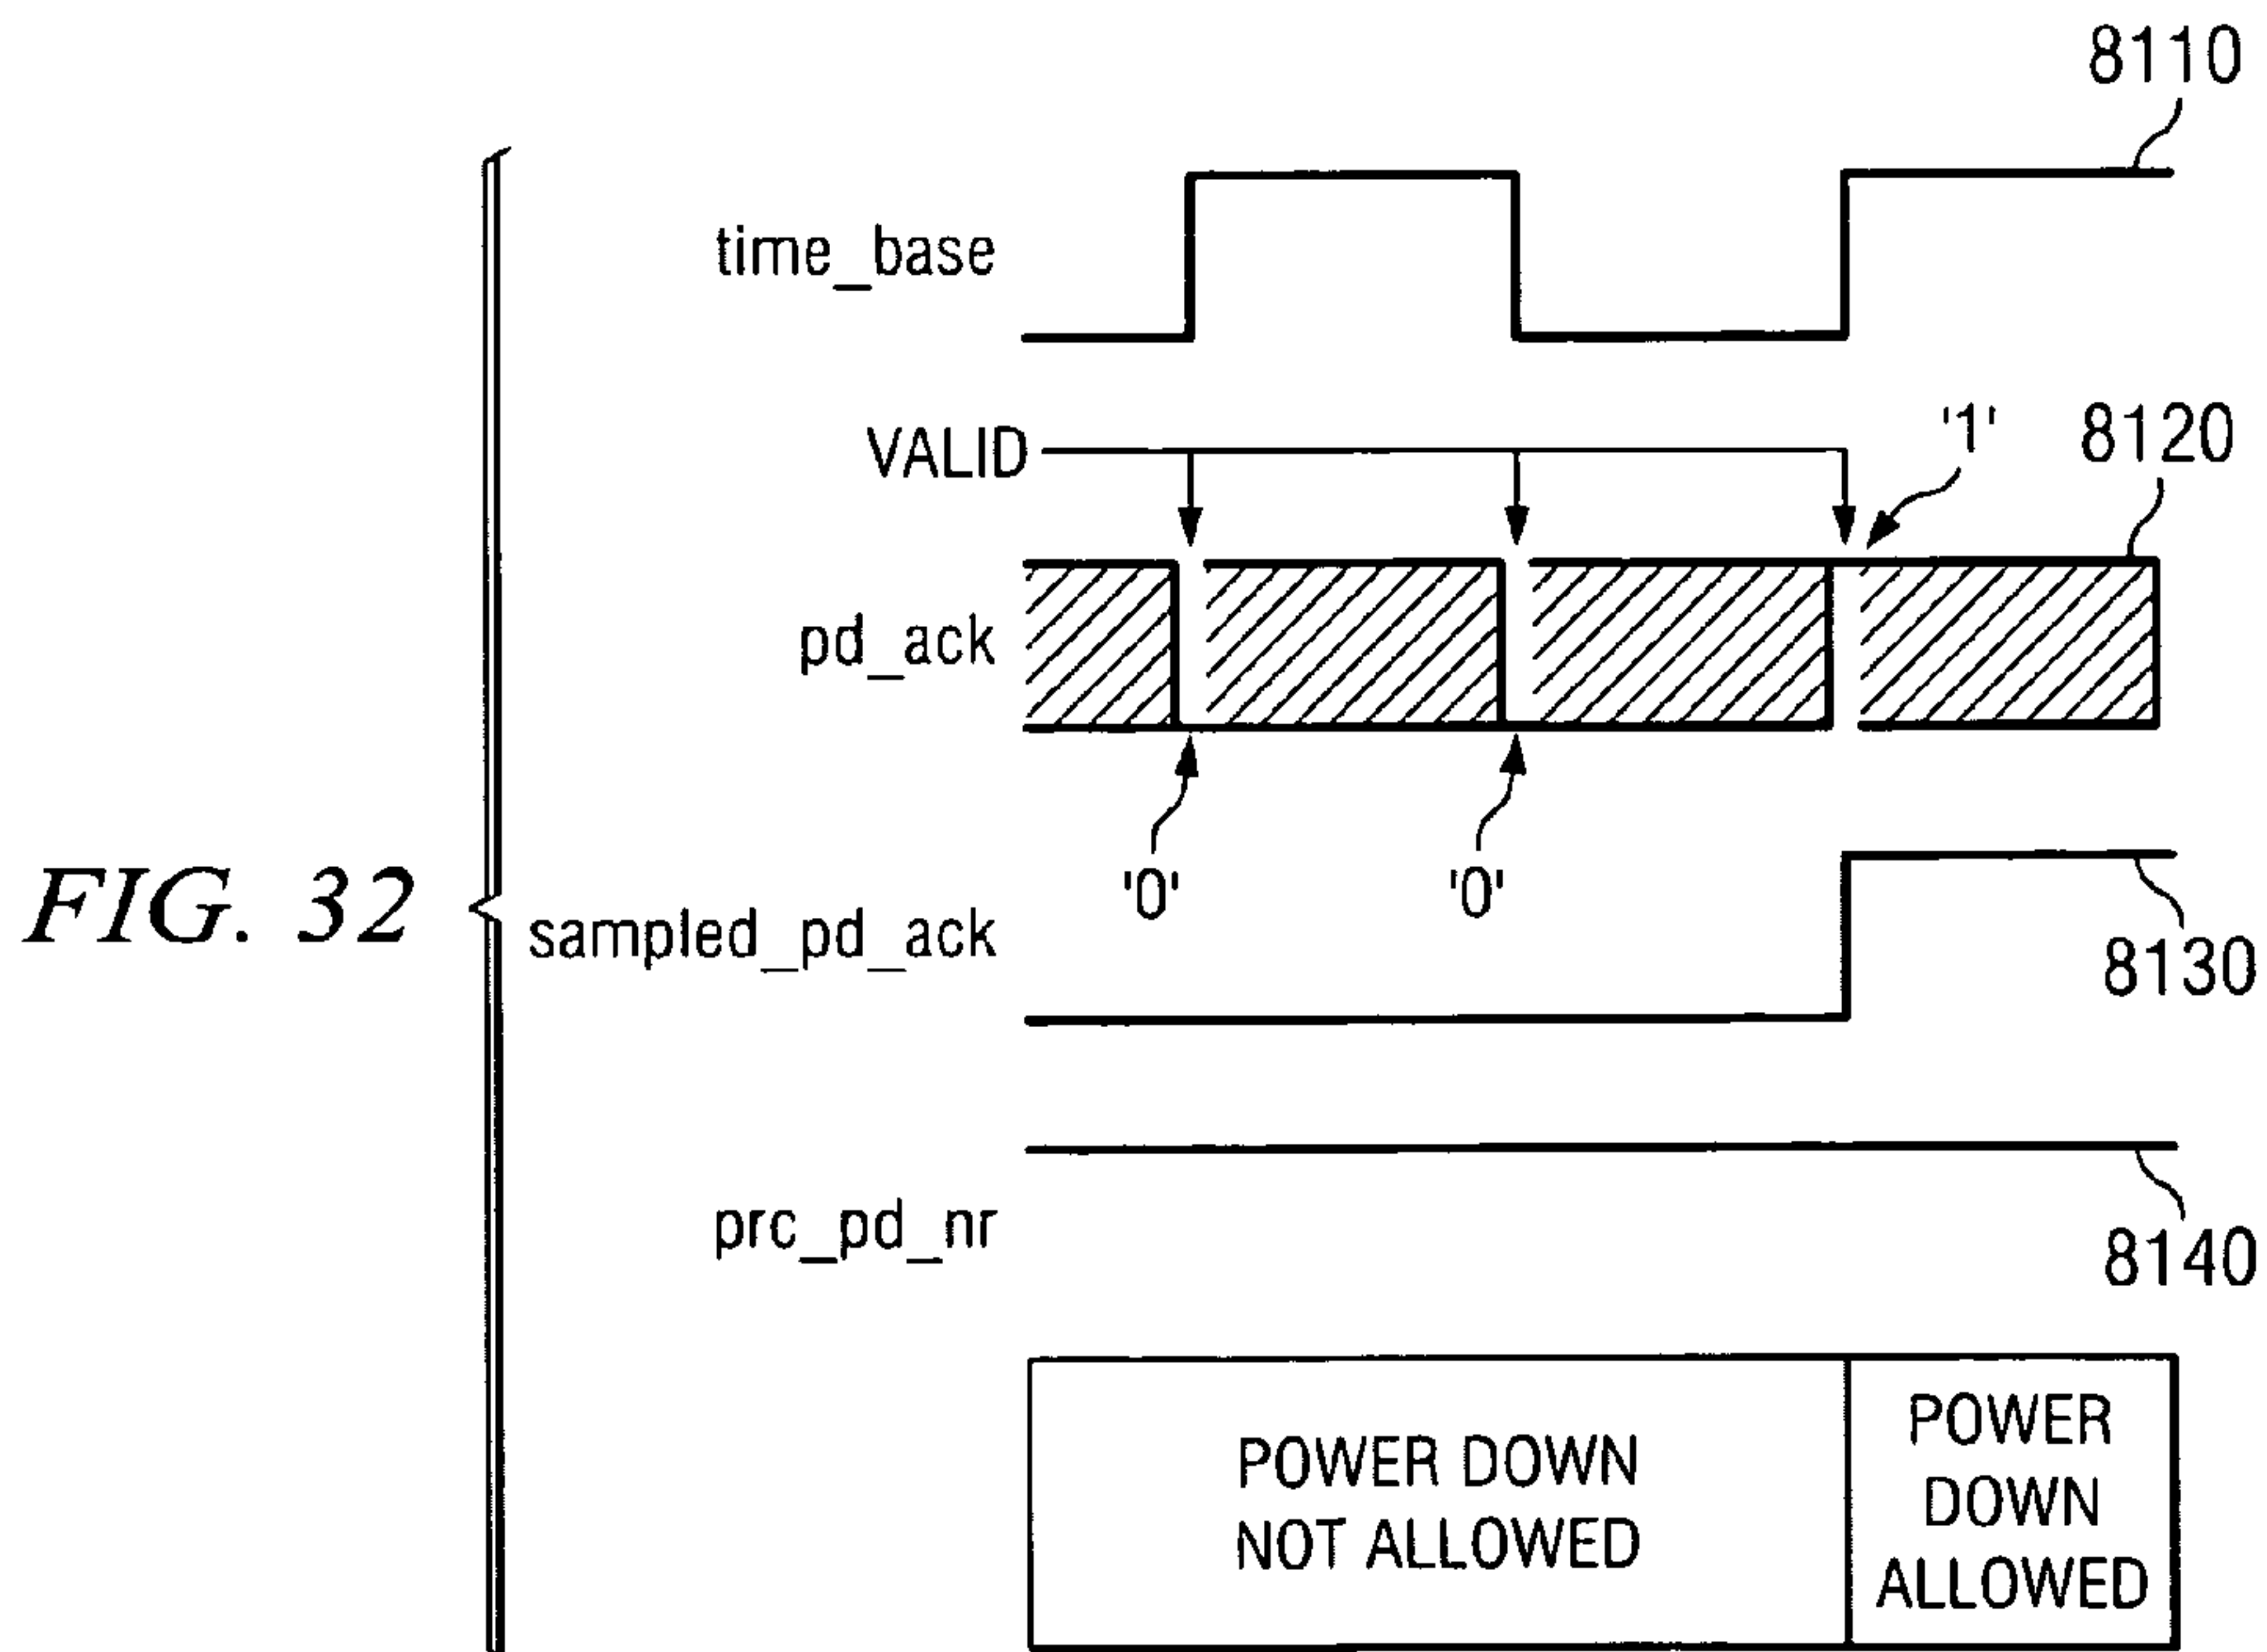 8110
time_base
VALID
'1'
8120
pd_ack
'0'
'0'
FIG. 32
sampled_pd_ack
8130
prc_pd_nr
8140
POWER DOWN
NOT ALLOWED
POWER
DOWN
ALLOWED